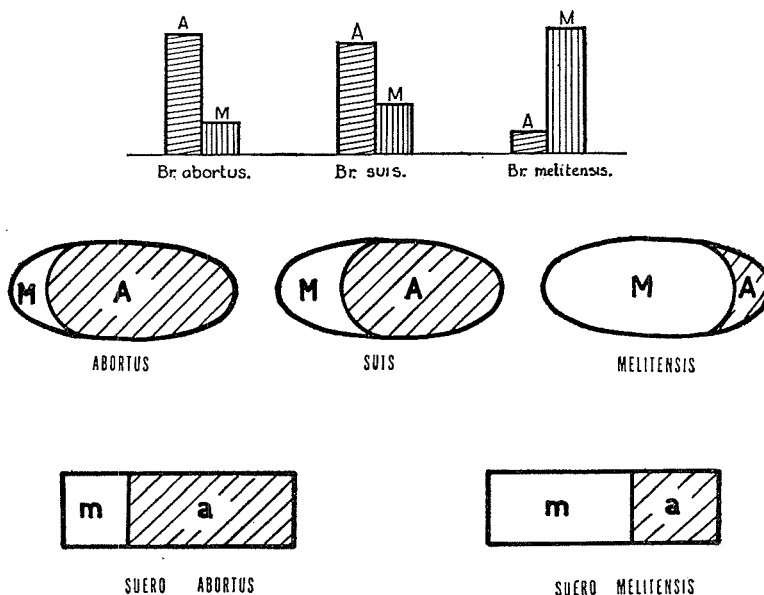 A A M
M M A
Br. abortus. Br. suis. Br. melitensis.
M A M A M A
ABORTUS SUIS MELITENSIS
m a m a
SUERO ABORTUS SUERO MELITENSIS